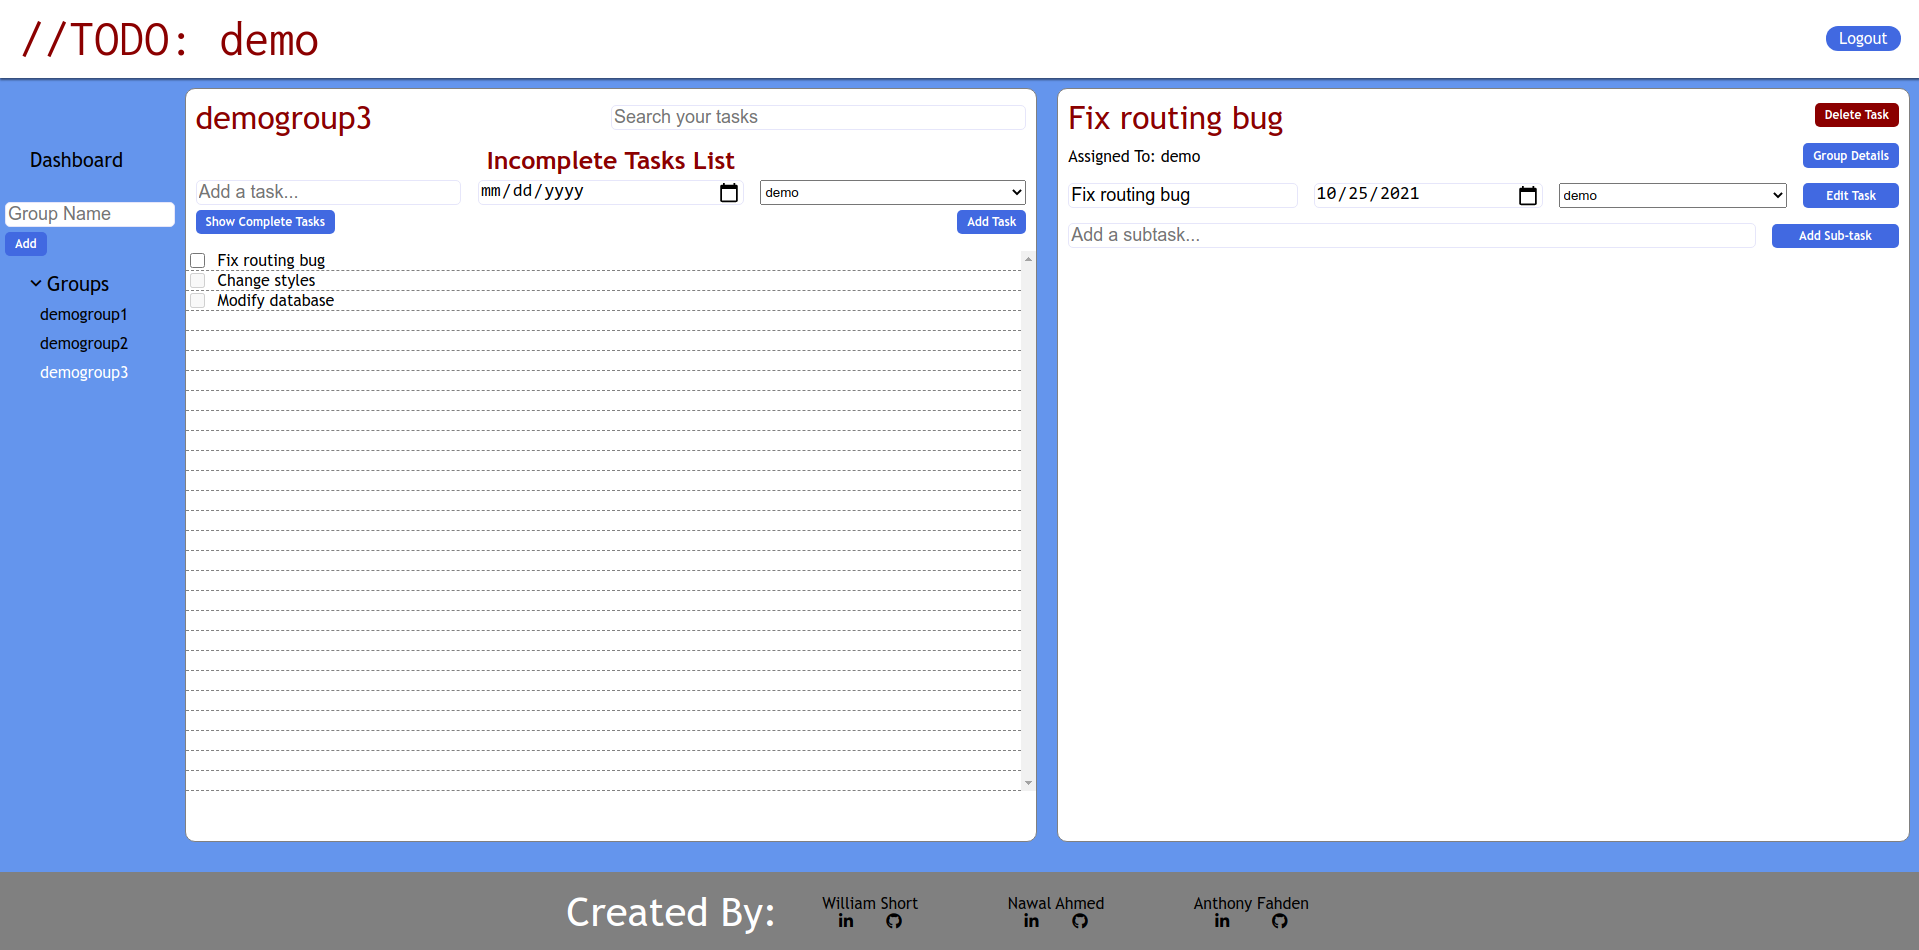 //TODO: demo
Logout
Dashboard
Group Name
Add
Groups
demogroup1
demogroup2
demogroup3
demogroup3
Search your tasks
Incomplete Tasks List
Add a task...
mm/dd/yyyy
demo
Show Complete Tasks
Add Task
Fix routing bug
Change styles
Modify database
Fix routing bug
Delete Task
Assigned To: demo
Group Details
Fix routing bug
10/25/2021
demo
Edit Task
Add a subtask...
Add Sub-task
Created By:
William Short
in
Nawal Ahmed
in
Anthony Fahden
in